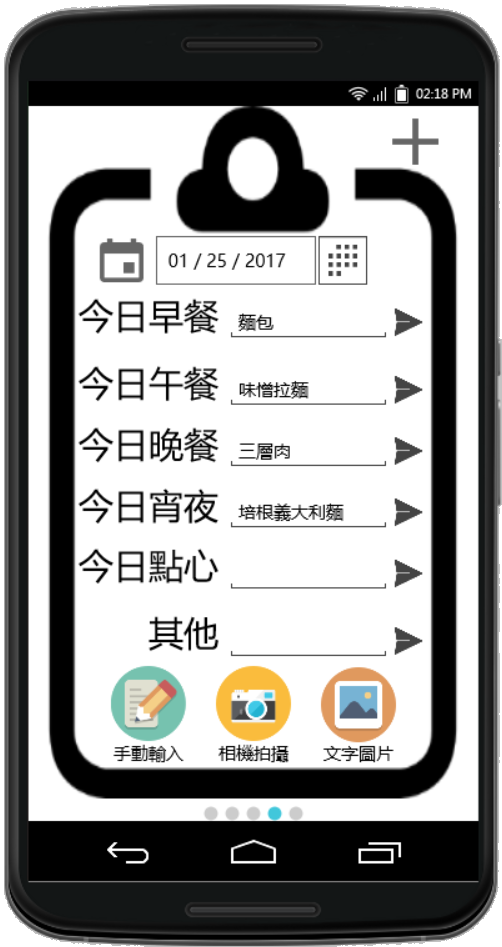 02:18 PM
01 / 25 / 2017
今日早餐 麵包
今日午餐 味憎拉麵
今日晚餐 三層肉
今日宵夜 培根義大利麵
今日點心
其他
手動輸入 相機拍攝 文字圖片